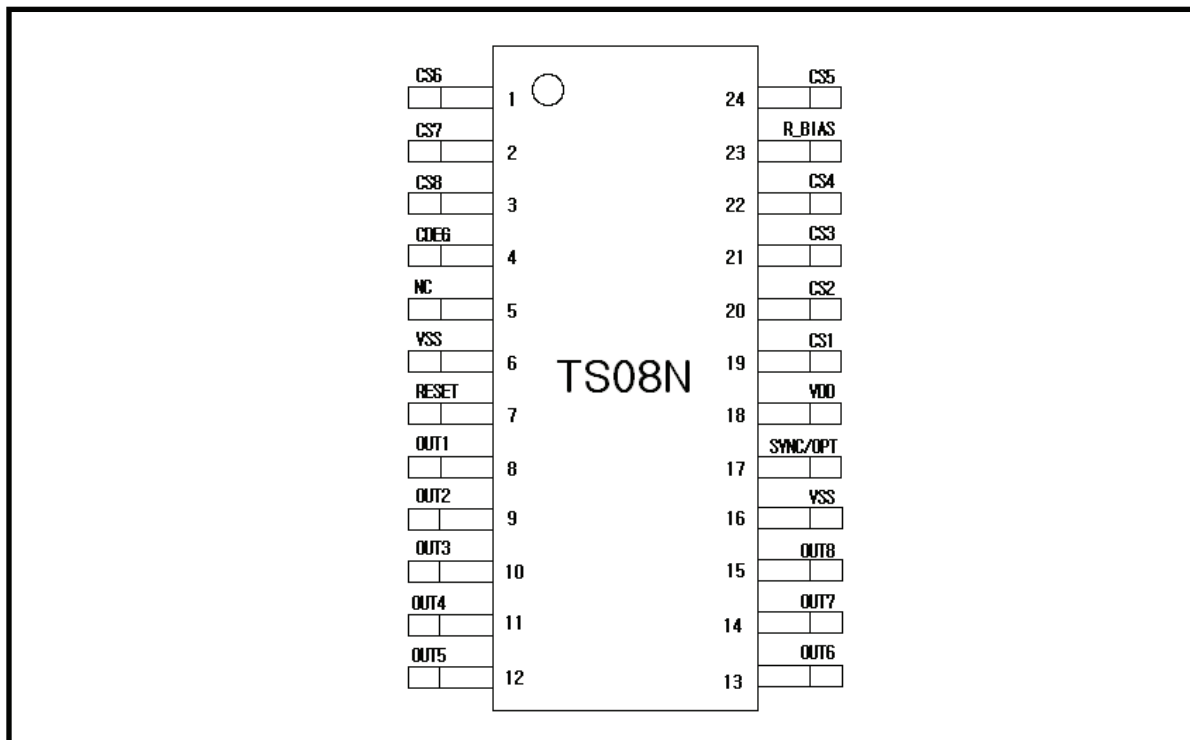 CS6
1
CS7
2
CS8
3
CDEG
4
NC
5
VSS
6
RESET
7
OUT1
8
OUT2
9
OUT3
10
OUT4
11
OUT5
12
TS08N
CS5
24
R_BIAS
23
CS4
22
CS3
21
CS2
20
CS1
19
VDD
18
SYNC/OPT
17
VSS
16
OUT8
15
OUT7
14
OUT6
13